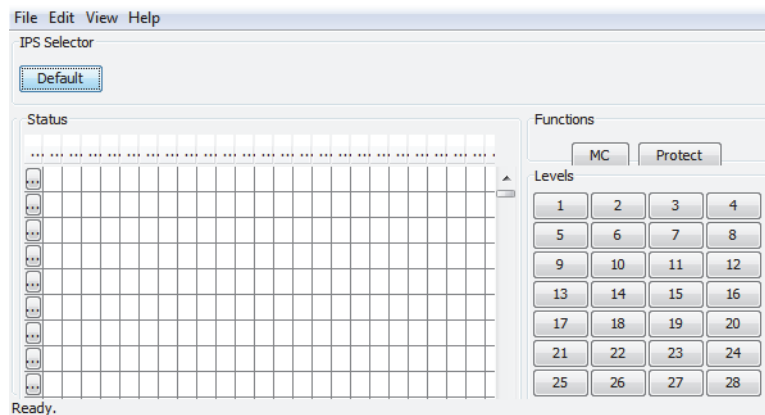 File Edit View Help
IPS Selector
Default
Status
Functions
MC Protect
... ... ... ... ... ... ... ... ... ... ... ... ... ... ... ... ... ... ... ... ... ... ... ... .
Levels
...
...
...
...
...
...
...
...
...
1 2 3 4
5 6 7 8
9 10 11 12
13 14 15 16
17 18 19 20
21 22 23 24
25 26 27 28
Ready.